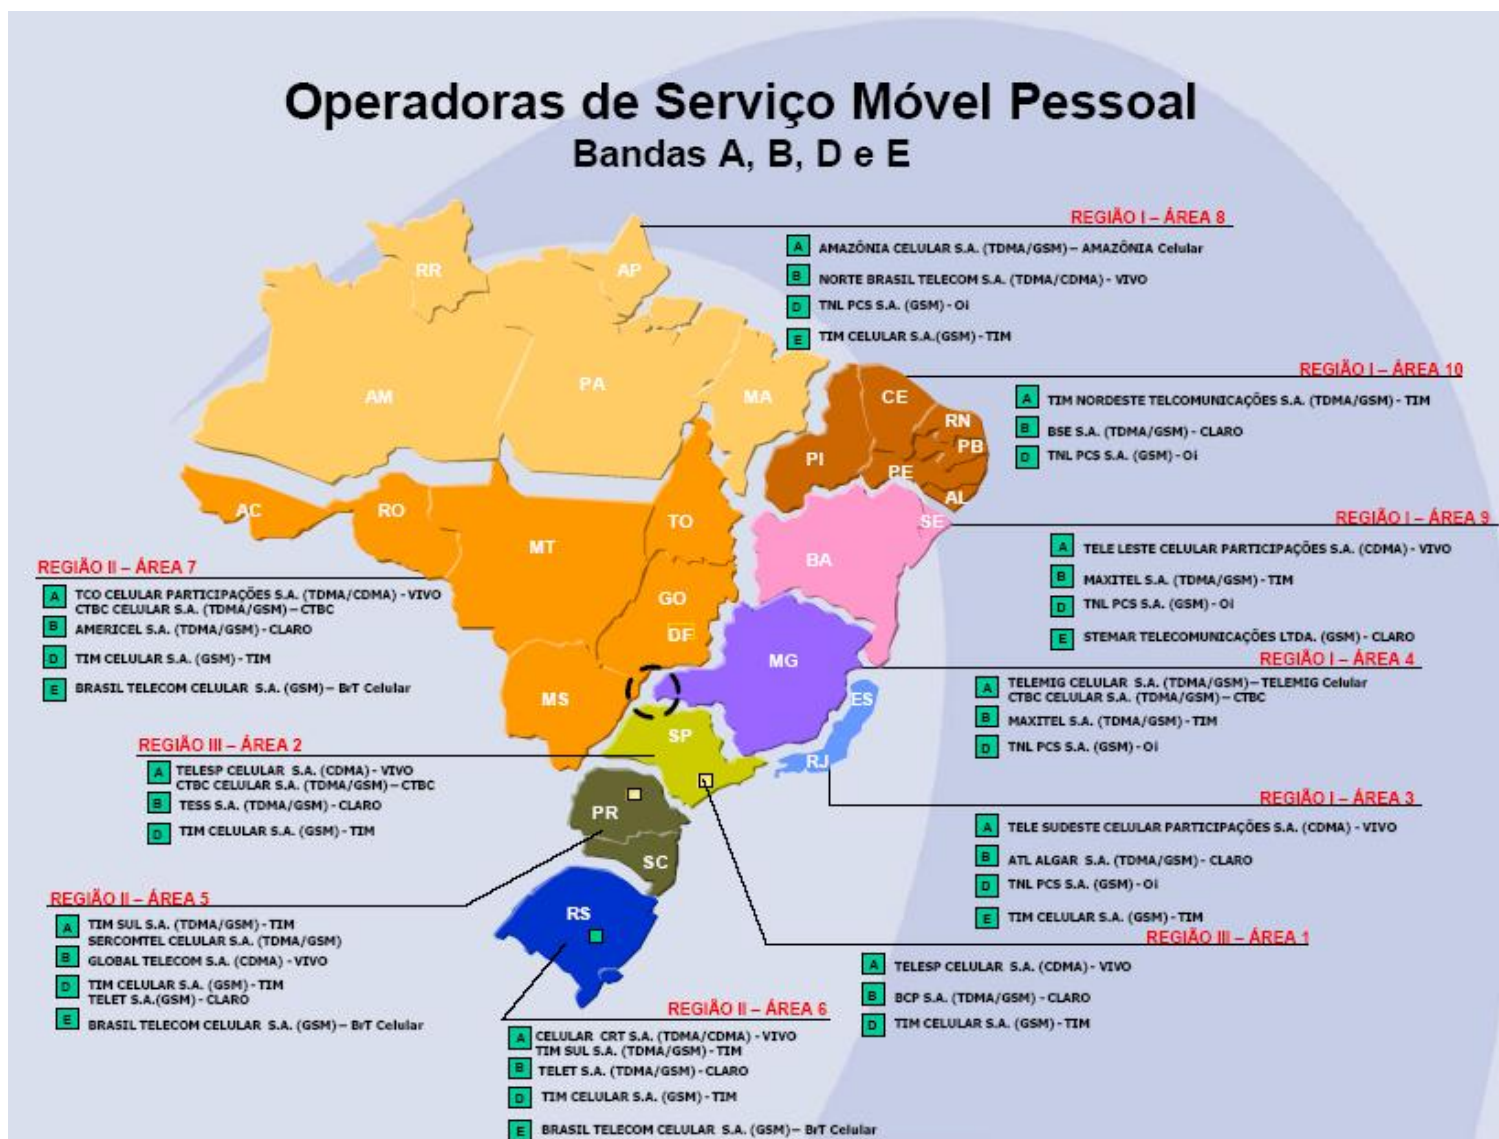 Operadoras de Serviço Móvel Pessoal
Bandas A, B, D e E
REGIÃO I – ÁREA 8
A AMAZÔNIA CELULAR S.A. (TDMA/GSM) – AMAZÔNIA Celular
B NORTE BRASIL TELECOM S.A. (TDMA/CDMA) - VIVO
D TNL PCS S.A. (GSM) - Oi
E TIM CELULAR S.A.(GSM) - TIM
REGIÃO I – ÁREA 10
A TIM NORDESTE TELCOMUNICAÇÕES S.A. (TDMA/GSM) - TIM
B BSE S.A. (TDMA/GSM) - CLARO
D TNL PCS S.A. (GSM) - Oi
REGIÃO I – ÁREA 9
A TELE LESTE CELULAR PARTICIPAÇÕES S.A. (CDMA) - VIVO
B MAXITEL S.A. (TDMA/GSM) - TIM
D TNL PCS S.A. (GSM) - Oi
E STEMAR TELECOMUNICAÇÕES LTDA. (GSM) - CLARO
REGIÃO I – ÁREA 4
A TELEMIG CELULAR S.A. (TDMA/GSM) – TELEMIG Celular
CTBC CELULAR S.A. (TDMA/GSM) – CTBC
B MAXITEL S.A. (TDMA/GSM) - TIM
D TNL PCS S.A. (GSM) - Oi
REGIÃO I – ÁREA 3
A TELE SUDESTE CELULAR PARTICIPAÇÕES S.A. (CDMA) - VIVO
B ATL ALGAR S.A. (TDMA/GSM) - CLARO
D TNL PCS S.A. (GSM) - Oi
E TIM CELULAR S.A. (GSM) - TIM
REGIÃO III – ÁREA 1
A TELESP CELULAR S.A. (CDMA) - VIVO
B BCP S.A. (TDMA/GSM) - CLARO
D TIM CELULAR S.A. (GSM) - TIM
REGIÃO II – ÁREA 7
A TCO CELULAR PARTICIPAÇÕES S.A. (TDMA/CDMA) - VIVO
CTBC CELULAR S.A. (TDMA/GSM) – CTBC
B AMERICEL S.A. (TDMA/GSM) - CLARO
D TIM CELULAR S.A. (GSM) - TIM
E BRASIL TELECOM CELULAR S.A. (GSM) – BrT Celular
REGIÃO III – ÁREA 2
A TELESP CELULAR S.A. (CDMA) - VIVO
CTBC CELULAR S.A. (TDMA/GSM) – CTBC
B TESS S.A. (TDMA/GSM) - CLARO
D TIM CELULAR S.A. (GSM) - TIM
REGIÃO II – ÁREA 5
A TIM SUL S.A. (TDMA/GSM) - TIM
SERCOMTEL CELULAR S.A. (TDMA/GSM)
B GLOBAL TELECOM S.A. (CDMA) - VIVO
D TIM CELULAR S.A. (GSM) - TIM
TELET S.A.(GSM) - CLARO
E BRASIL TELECOM CELULAR S.A. (GSM) – BrT Celular
REGIÃO II – ÁREA 6
A CELULAR CRT S.A. (TDMA/CDMA) - VIVO
TIM SUL S.A. (TDMA/GSM) - TIM
B TELET S.A. (TDMA/GSM) - CLARO
D TIM CELULAR S.A. (GSM) - TIM
E BRASIL TELECOM CELULAR S.A. (GSM) – BrT Celular
RR
AP
AM
PA
MA
CE
RN
PB
PI
PE
AL
AC
RO
MT
TO
SE
BA
GO
DF
MG
MS
ES
SP
RJ
PR
SC
RS